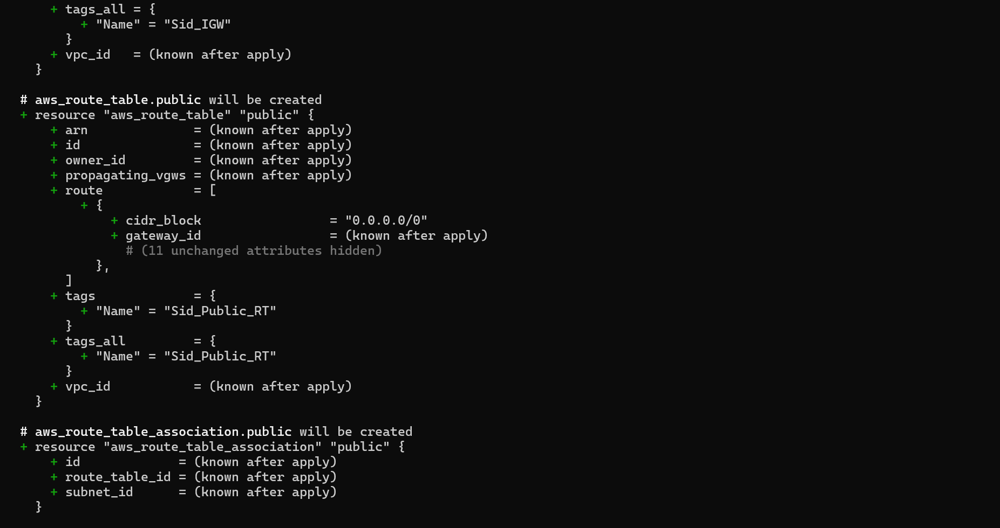 + tags_all = {
+ "Name" = "Sid_IGW"
}
+ vpc_id   = (known after apply)
}
# aws_route_table.public will be created
+ resource "aws_route_table" "public" {
+ arn              = (known after apply)
+ id               = (known after apply)
+ owner_id         = (known after apply)
+ propagating_vgws = (known after apply)
+ route            = [
+ {
+ cidr_block                 = "0.0.0.0/0"
+ gateway_id                 = (known after apply)
# (11 unchanged attributes hidden)
},
]
+ tags             = {
+ "Name" = "Sid_Public_RT"
}
+ tags_all         = {
+ "Name" = "Sid_Public_RT"
}
+ vpc_id           = (known after apply)
}
# aws_route_table_association.public will be created
+ resource "aws_route_table_association" "public" {
+ id             = (known after apply)
+ route_table_id = (known after apply)
+ subnet_id      = (known after apply)
}